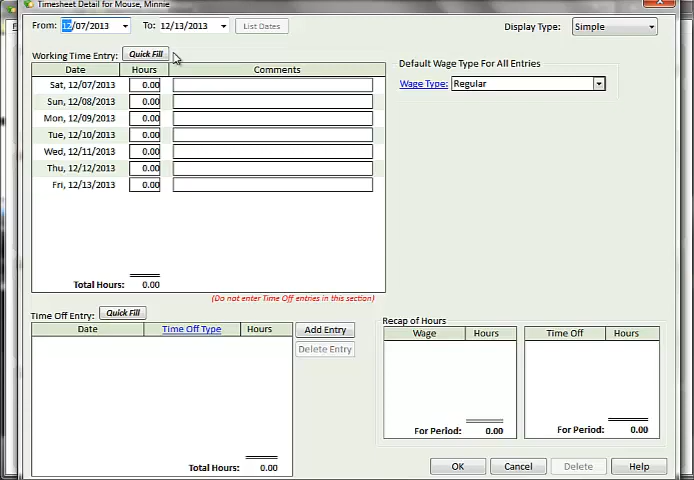 Timesheet Detail for Mouse, Minnie
From: 12/07/2013 To: 12/13/2013 List Dates Display Type: Simple
Working Time Entry: Quick Fill
Date Hours Comments
Sat, 12/07/2013 0.00
Sun, 12/08/2013 0.00
Mon, 12/09/2013 0.00
Tue, 12/10/2013 0.00
Wed, 12/11/2013 0.00
Thu, 12/12/2013 0.00
Fri, 12/13/2013 0.00
Total Hours: 0.00
(Do not enter Time Off entries in this section)
Default Wage Type For All Entries
Wage Type: Regular
Time Off Entry: Quick Fill
Date Time Off Type Hours
Add Entry
Delete Entry
Total Hours: 0.00
Recap of Hours
Wage Hours
For Period: 0.00
Time Off Hours
For Period: 0.00
OK Cancel Delete Help